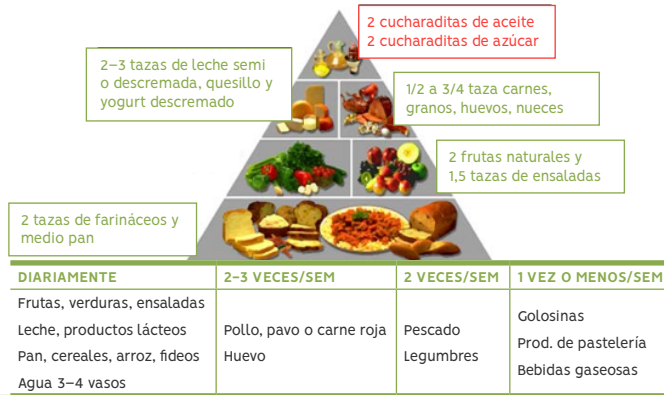 2 cucharaditas de aceite
2 cucharaditas de azúcar
2–3 tazas de leche semi
o descremada, quesillo y
yogurt descremado
1/2 a 3/4 taza carnes,
granos, huevos, nueces
2 frutas naturales y
1,5 tazas de ensaladas
2 tazas de farináceos y
medio pan
DIARIAMENTE
Frutas, verduras, ensaladas
Leche, productos lácteos
Pan, cereales, arroz, fideos
Agua 3–4 vasos
2–3 VECES/SEM
Pollo, pavo o carne roja
Huevo
2 VECES/SEM
Pescado
Legumbres
1 VEZ O MENOS/SEM
Golosinas
Prod. de pastelería
Bebidas gaseosas